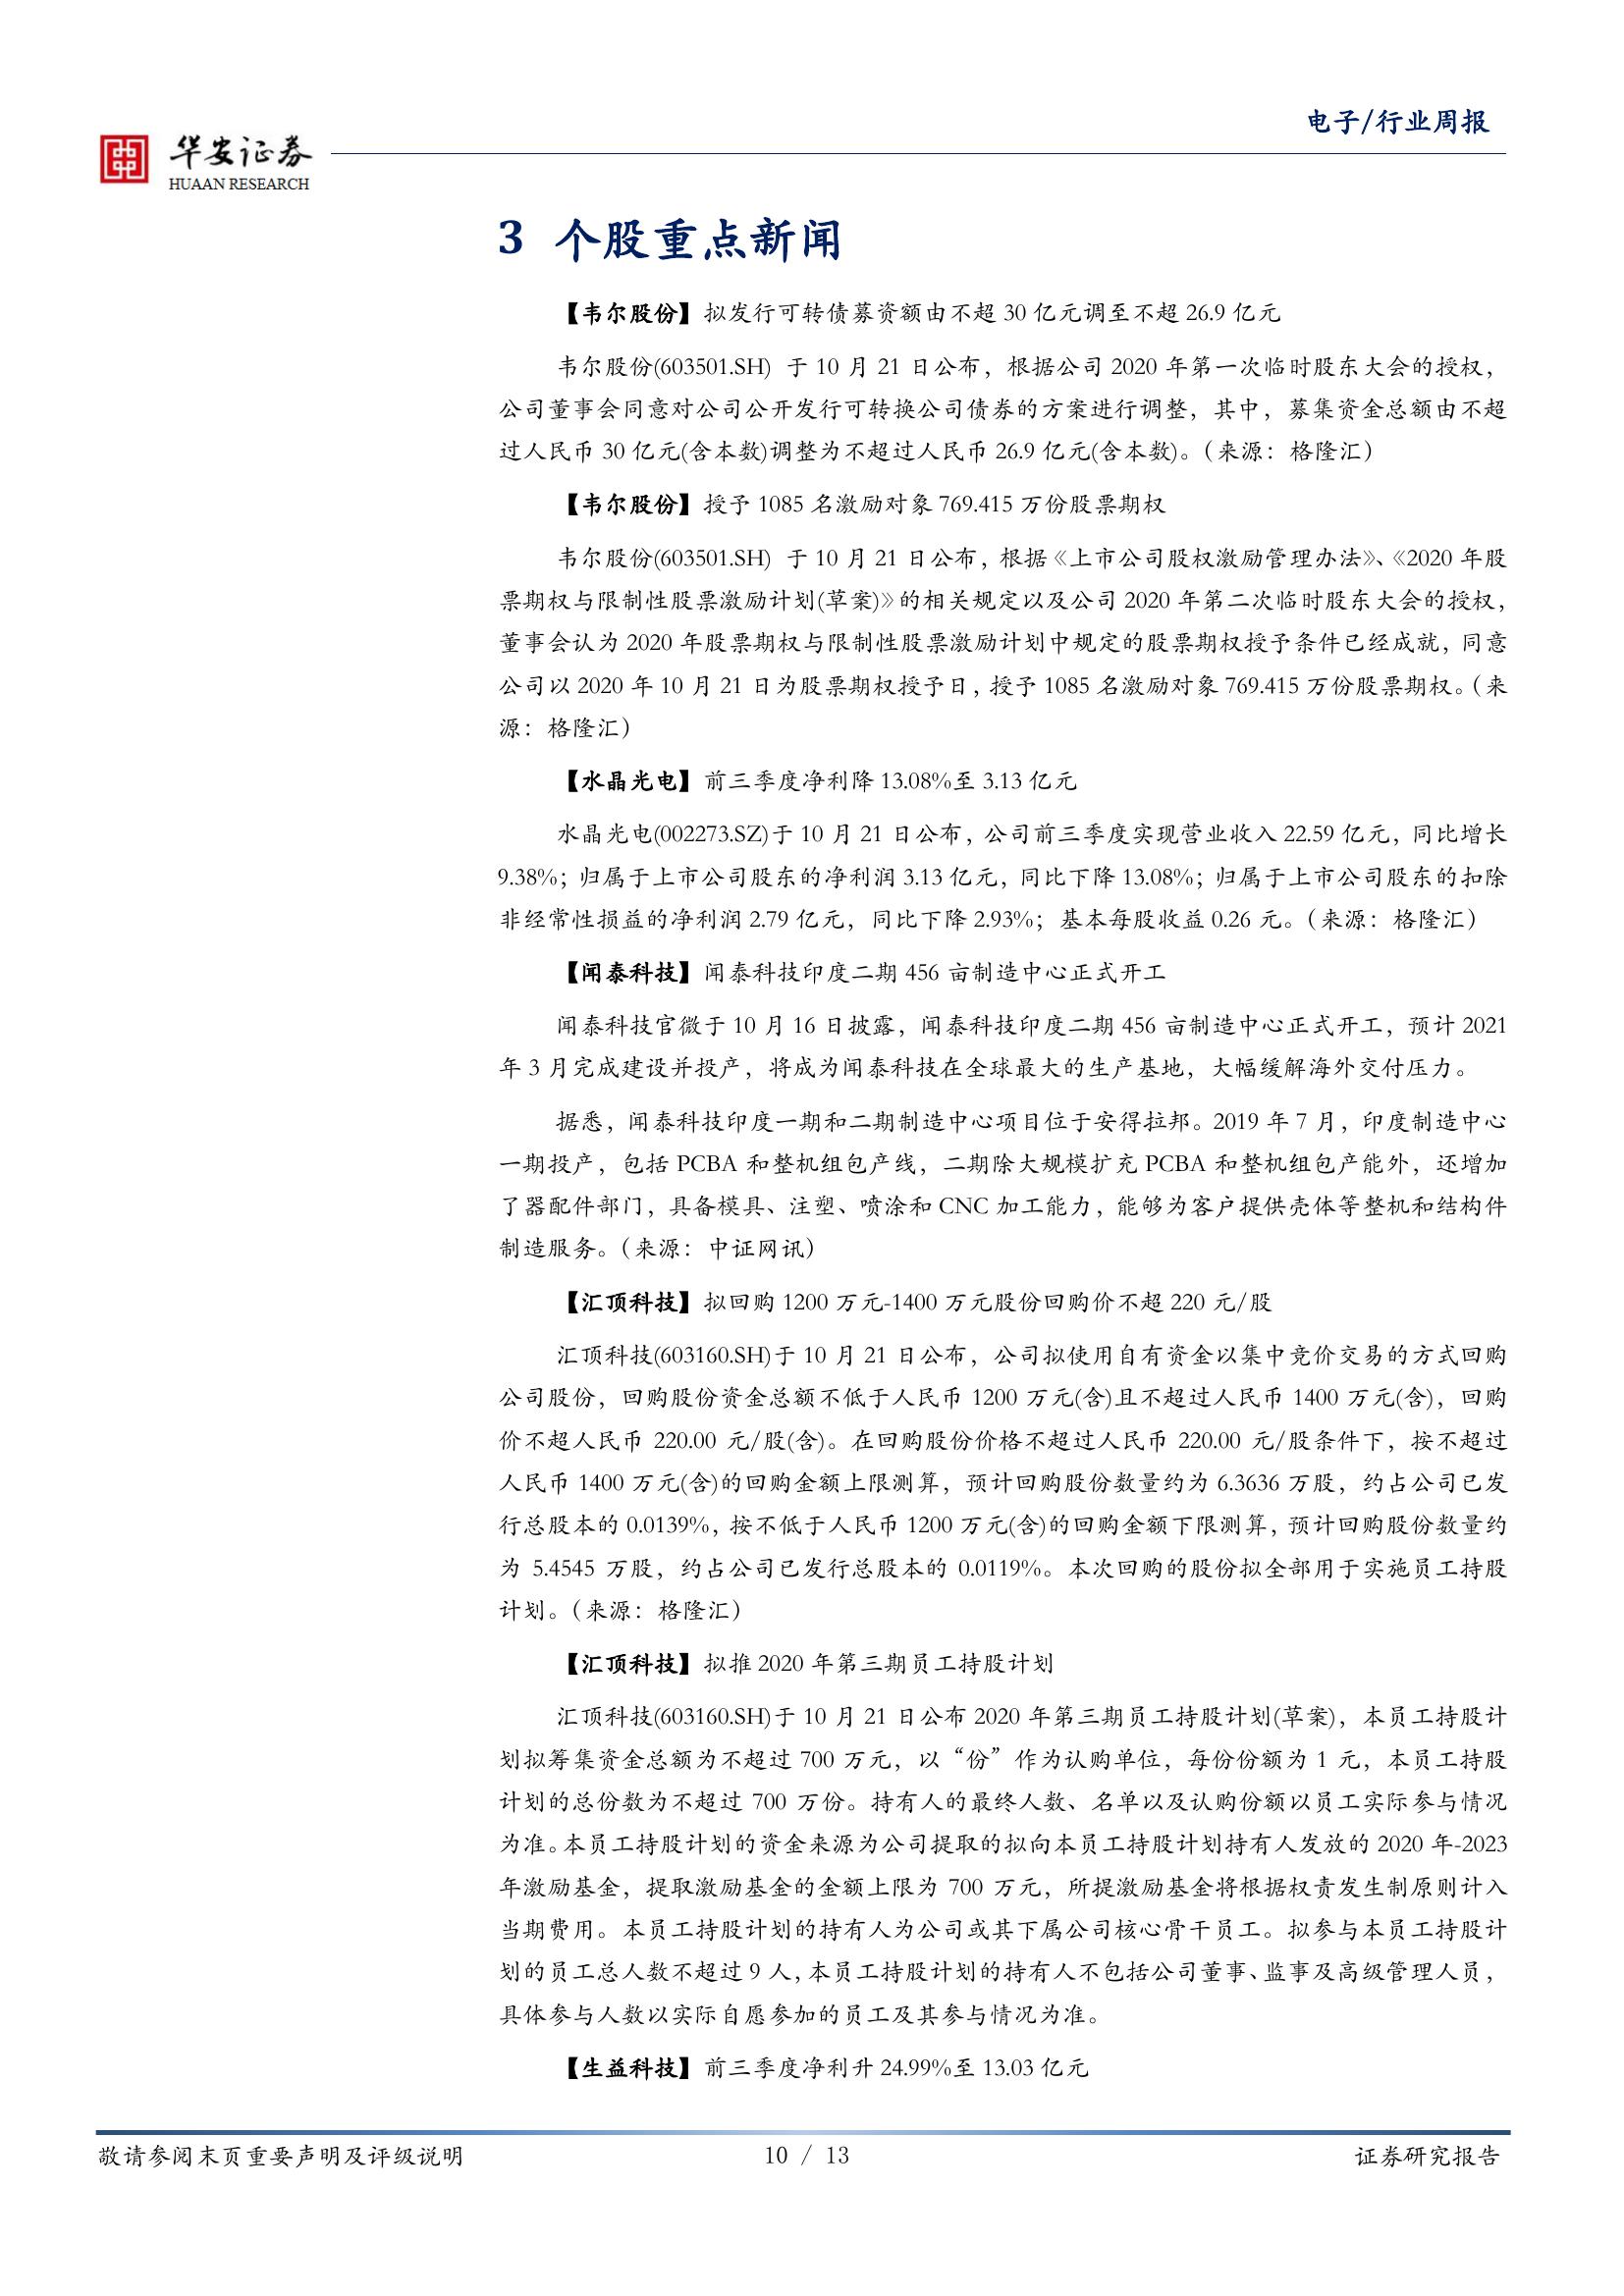 电子/行业周报
华安证券
HUAAN RESEARCH
3 个股重点新闻
【韦尔股份】拟发行可转债募资额由不超 30 亿元调至不超 26.9 亿元
韦尔股份(603501.SH) 于 10 月 21 日公布，根据公司 2020 年第一次临时股东大会的授权，
公司董事会同意对公司公开发行可转换公司债券的方案进行调整，其中，募集资金总额由不超
过人民币 30 亿元(含本数)调整为不超过人民币 26.9 亿元(含本数)。（来源：格隆汇）
【韦尔股份】授予 1085 名激励对象 769.415 万份股票期权
韦尔股份(603501.SH) 于 10 月 21 日公布，根据《上市公司股权激励管理办法》、《2020 年股
票期权与限制性股票激励计划(草案)》的相关规定以及公司 2020 年第二次临时股东大会的授权，
董事会认为 2020 年股票期权与限制性股票激励计划中规定的股票期权授予条件已经成就，同意
公司以 2020 年 10 月 21 日为股票期权授予日，授予 1085 名激励对象 769.415 万份股票期权。（来
源：格隆汇）
【水晶光电】前三季度净利降 13.08%至 3.13 亿元
水晶光电(002273.SZ)于 10 月 21 日公布，公司前三季度实现营业收入 22.59 亿元，同比增长
9.38%；归属于上市公司股东的净利润 3.13 亿元，同比下降 13.08%；归属于上市公司股东的扣除
非经常性损益的净利润 2.79 亿元，同比下降 2.93%；基本每股收益 0.26 元。（来源：格隆汇）
【闻泰科技】闻泰科技印度二期 456 亩制造中心正式开工
闻泰科技官微于 10 月 16 日披露，闻泰科技印度二期 456 亩制造中心正式开工，预计 2021
年 3 月完成建设并投产，将成为闻泰科技在全球最大的生产基地，大幅缓解海外交付压力。
据悉，闻泰科技印度一期和二期制造中心项目位于安得拉邦。2019 年 7 月，印度制造中心
一期投产，包括 PCBA 和整机组包产线，二期除大规模扩充 PCBA 和整机组包产能外，还增加
了器配件部门，具备模具、注塑、喷涂和 CNC 加工能力，能够为客户提供壳体等整机和结构件
制造服务。（来源：中证网讯）
【汇顶科技】拟回购 1200 万元-1400 万元股份回购价不超 220 元/股
汇顶科技(603160.SH)于 10 月 21 日公布，公司拟使用自有资金以集中竞价交易的方式回购
公司股份，回购股份资金总额不低于人民币 1200 万元(含)且不超过人民币 1400 万元(含)，回购
价不超人民币 220.00 元/股(含)。在回购股份价格不超过人民币 220.00 元/股条件下，按不超过
人民币 1400 万元(含)的回购金额上限测算，预计回购股份数量约为 6.3636 万股，约占公司已发
行总股本的 0.0139%，按不低于人民币 1200 万元(含)的回购金额下限测算，预计回购股份数量约
为 5.4545 万股，约占公司已发行总股本的 0.0119%。本次回购的股份拟全部用于实施员工持股
计划。（来源：格隆汇）
【汇顶科技】拟推 2020 年第三期员工持股计划
汇顶科技(603160.SH)于 10 月 21 日公布 2020 年第三期员工持股计划(草案)，本员工持股计
划拟筹集资金总额为不超过 700 万元，以“份”作为认购单位，每份份额为 1 元，本员工持股
计划的总份数为不超过 700 万份。持有人的最终人数、名单以及认购份额以员工实际参与情况
为准。本员工持股计划的资金来源为公司提取的拟向本员工持股计划持有人发放的 2020 年-2023
年激励基金，提取激励基金的金额上限为 700 万元，所提激励基金将根据权责发生制原则计入
当期费用。本员工持股计划的持有人为公司或其下属公司核心骨干员工。拟参与本员工持股计
划的员工总人数不超过 9 人，本员工持股计划的持有人不包括公司董事、监事及高级管理人员，
具体参与人数以实际自愿参加的员工及其参与情况为准。
【生益科技】前三季度净利升 24.99%至 13.03 亿元
敬请参阅末页重要声明及评级说明
10 / 13
证券研究报告